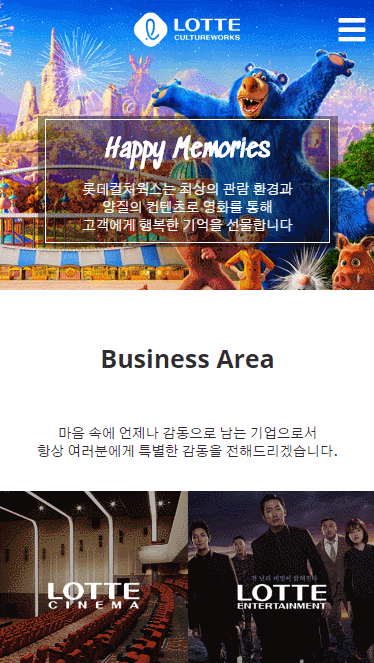 LOTTE
CULTUREWORKS
Happy Memories
롯데컬처웍스는 최상의 관람 환경과
양질의 컨텐츠로 영화를 통해
고객에게 행복한 기억을 선물합니다
Business Area
마음 속에 언제나 감동으로 남는 기업으로서
항상 여러분에게 특별한 감동을 전해드리겠습니다.
LOTTE
CINEMA
LOTTE
ENTERTAINMENT